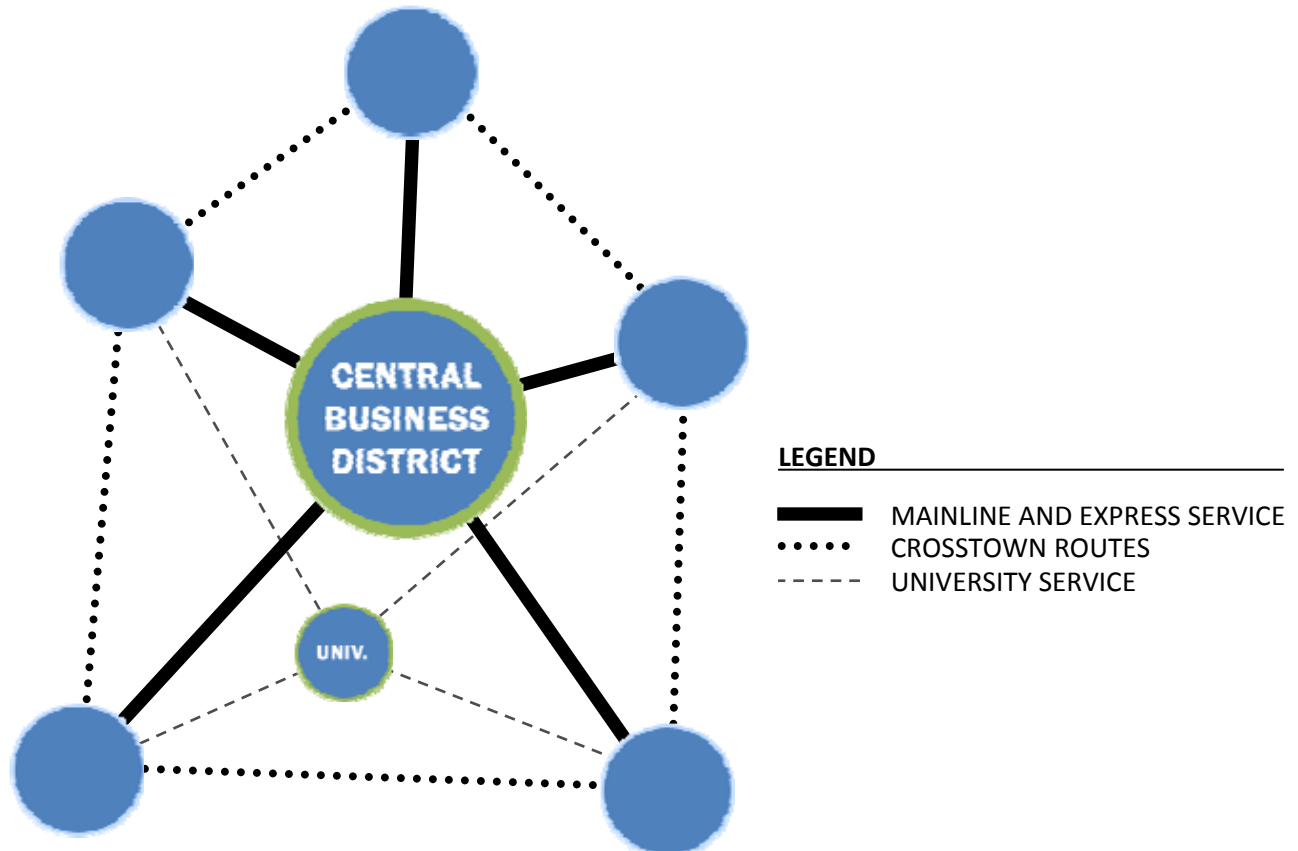 CENTRAL
BUSINESS
DISTRICT
UNIV.
LEGEND
MAINLINE AND EXPRESS SERVICE
CROSSTOWN ROUTES
UNIVERSITY SERVICE